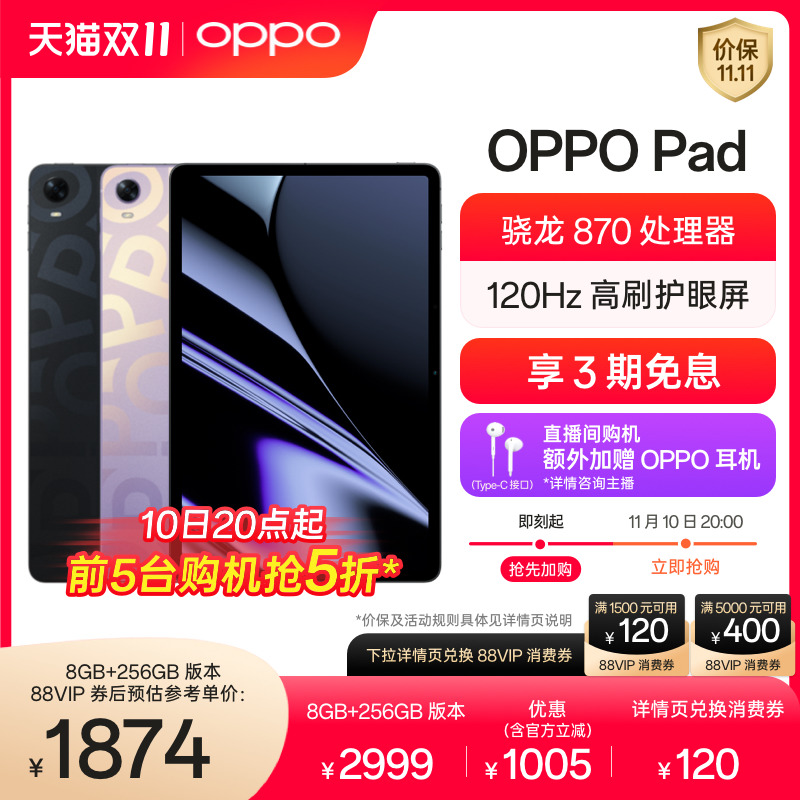 天猫双11 | oppo
价保
11.11
OPPO Pad
骁龙 870 处理器
120Hz 高刷护眼屏
享 3 期免息
直播间购机
额外加赠 OPPO 耳机
(Type-C 接口) *详情咨询主播
即刻起 11 月 10 日 20:00
抢先加购 立即抢购
10日20点起
前5台购机抢5折*
*价保及活动规则具体见详情页说明
下拉详情页兑换 88VIP 消费券
满 1500 元可用
¥120
88VIP 消费券
满 5000 元可用
¥400
88VIP 消费券
8GB+256GB 版本
88VIP 券后预估参考单价:
¥1874
8GB+256GB 版本
¥2999
优惠
(含官方立减)
¥1005
详情页兑换消费券
¥120